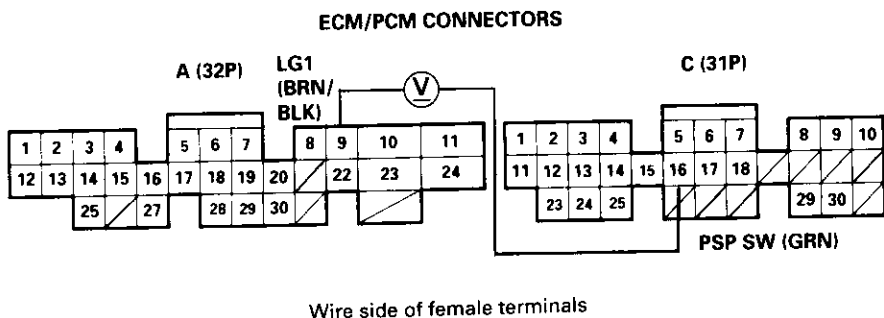 ECM/PCM CONNECTORS
A (32P)
LG1
(BRN/
BLK)
V
C (31P)
1 2 3 4 5 6 7 8 9 10 11
12 13 14 15 16 17 18 19 20 22 23 24
25 27 28 29 30
1 2 3 4 5 6 7 8 9 10
11 12 13 14 15 16 17 18
23 24 25 29 30
PSP SW (GRN)
Wire side of female terminals